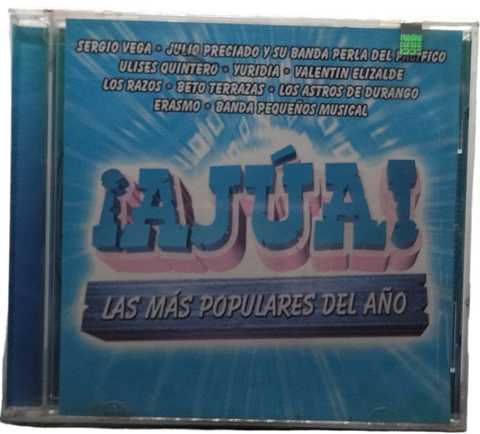 SERGIO VEGA • JULIO PRECIADO Y SU BANDA PERLA DEL PACÍFICO
ULISES QUINTERO • YURIDIA • VALENTIN ELIZALDE
LOS RAZOS • BETO TERRAZAS • LOS ASTROS DE DURANGO
ERASMO • BANDA PEQUEÑOS MUSICAL
¡AJÚA!
LAS MÁS POPULARES DEL AÑO